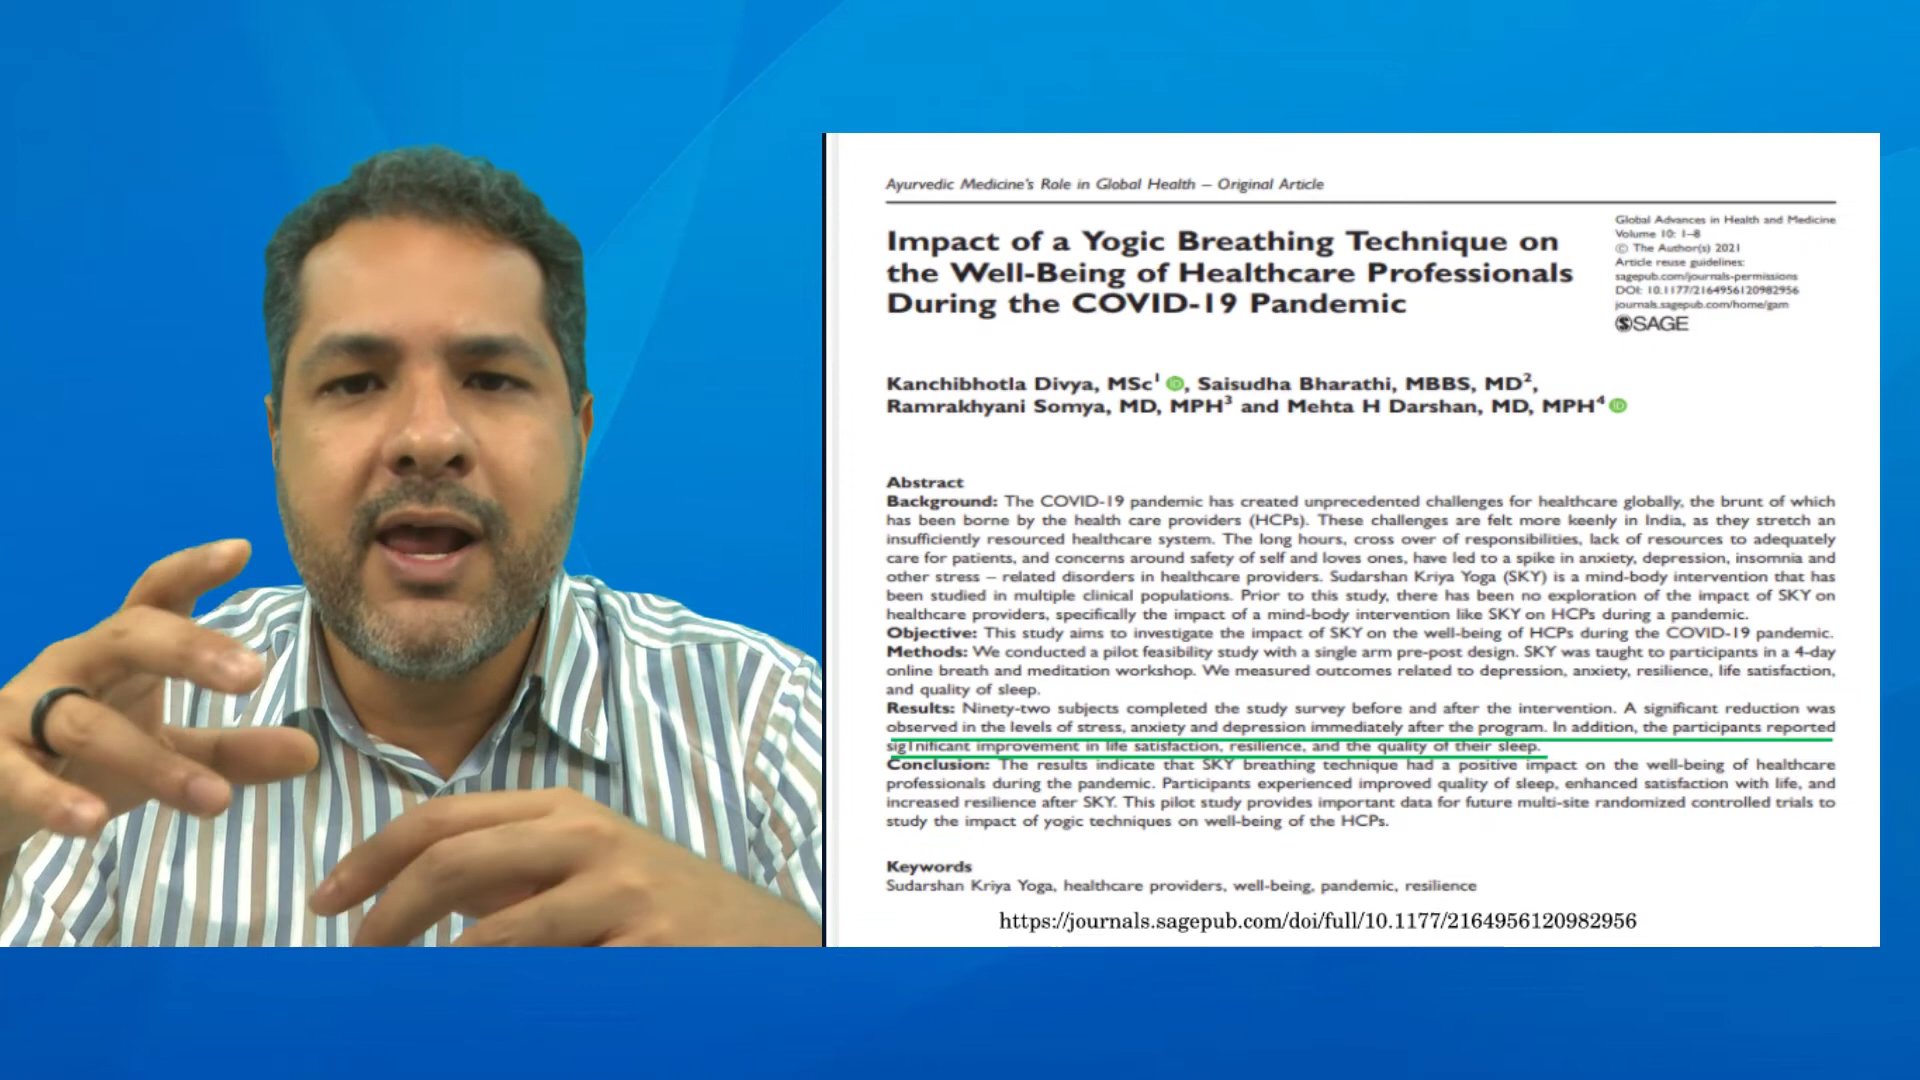 Ayurvedic Medicine's Role in Global Health – Original Article
Impact of a Yogic Breathing Technique on
the Well-Being of Healthcare Professionals
During the COVID-19 Pandemic
Global Advances in Health and Medicine
Volume 10: 1–8
© The Author(s) 2021
Article reuse guidelines:
sagepub.com/journals-permissions
DOI: 10.1177/2164956120982956
journals.sagepub.com/home/gam
SSAGE
Kanchibhotla Divya, MSc1 iD, Saisudha Bharathi, MBBS, MD2,
Ramrakhyani Somya, MD, MPH3 and Mehta H Darshan, MD, MPH4 iD
Abstract
Background: The COVID-19 pandemic has created unprecedented challenges for healthcare globally, the brunt of which
has been borne by the health care providers (HCPs). These challenges are felt more keenly in India, as they stretch an
insufficiently resourced healthcare system. The long hours, cross over of responsibilities, lack of resources to adequately
care for patients, and concerns around safety of self and loves ones, have led to a spike in anxiety, depression, insomnia and
other stress – related disorders in healthcare providers. Sudarshan Kriya Yoga (SKY) is a mind-body intervention that has
been studied in multiple clinical populations. Prior to this study, there has been no exploration of the impact of SKY on
healthcare providers, specifically the impact of a mind-body intervention like SKY on HCPs during a pandemic.
Objective: This study aims to investigate the impact of SKY on the well-being of HCPs during the COVID-19 pandemic.
Methods: We conducted a pilot feasibility study with a single arm pre-post design. SKY was taught to participants in a 4-day
online breath and meditation workshop. We measured outcomes related to depression, anxiety, resilience, life satisfaction,
and quality of sleep.
Results: Ninety-two subjects completed the study survey before and after the intervention. A significant reduction was
observed in the levels of stress, anxiety and depression immediately after the program. In addition, the participants reported
sig1nificant improvement in life satisfaction, resilience, and the quality of their sleep.
Conclusion: The results indicate that SKY breathing technique had a positive impact on the well-being of healthcare
professionals during the pandemic. Participants experienced improved quality of sleep, enhanced satisfaction with life, and
increased resilience after SKY. This pilot study provides important data for future multi-site randomized controlled trials to
study the impact of yogic techniques on well-being of the HCPs.
Keywords
Sudarshan Kriya Yoga, healthcare providers, well-being, pandemic, resilience
https://journals.sagepub.com/doi/full/10.1177/2164956120982956